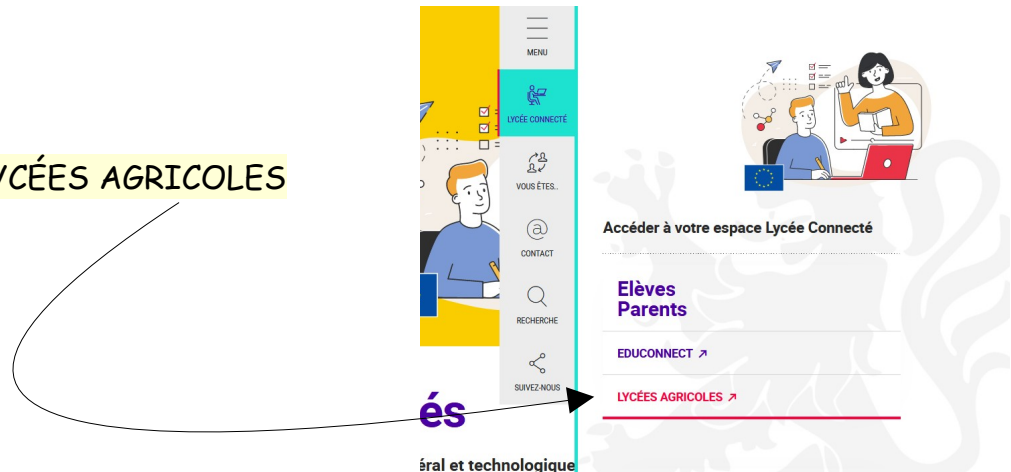 YCÉES AGRICOLES
MENU
LYCÉE CONNECTÉ
VOUS ÊTES..
CONTACT
RECHERCHE
SUIVEZ-NOUS
és
éral et technologique
Accéder à votre espace Lycée Connecté
Elèves
Parents
EDUCONNECT
LYCÉES AGRICOLES